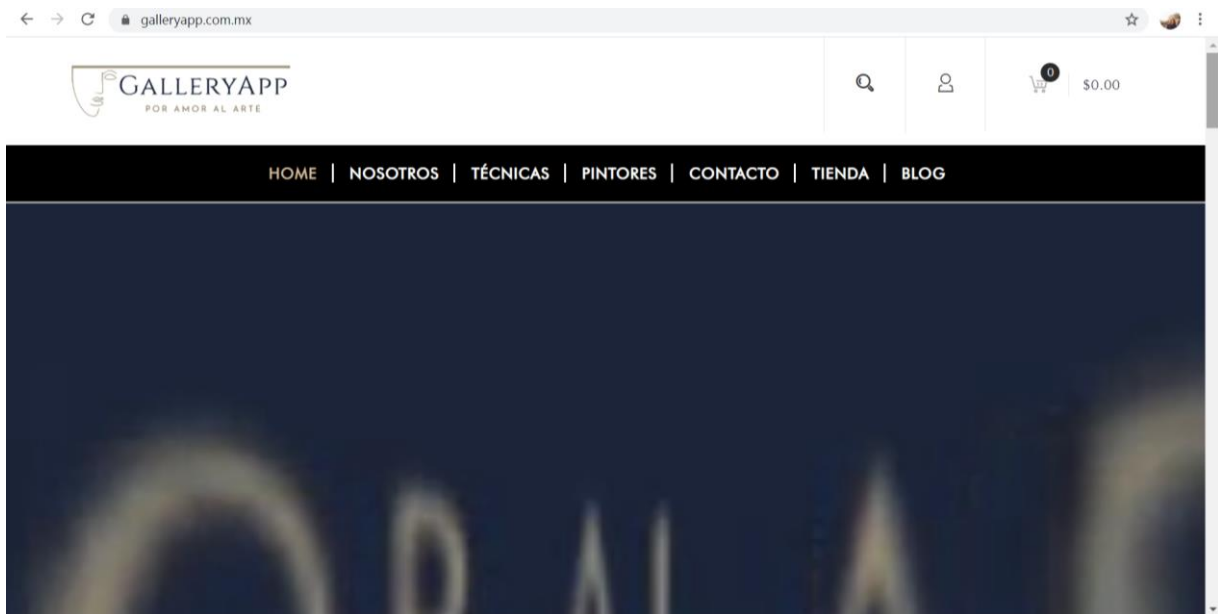 galleryapp.com.mx
GALLERYAPP
POR AMOR AL ARTE
0
$0.00
HOME | NOSOTROS | TÉCNICAS | PINTORES | CONTACTO | TIENDA | BLOG